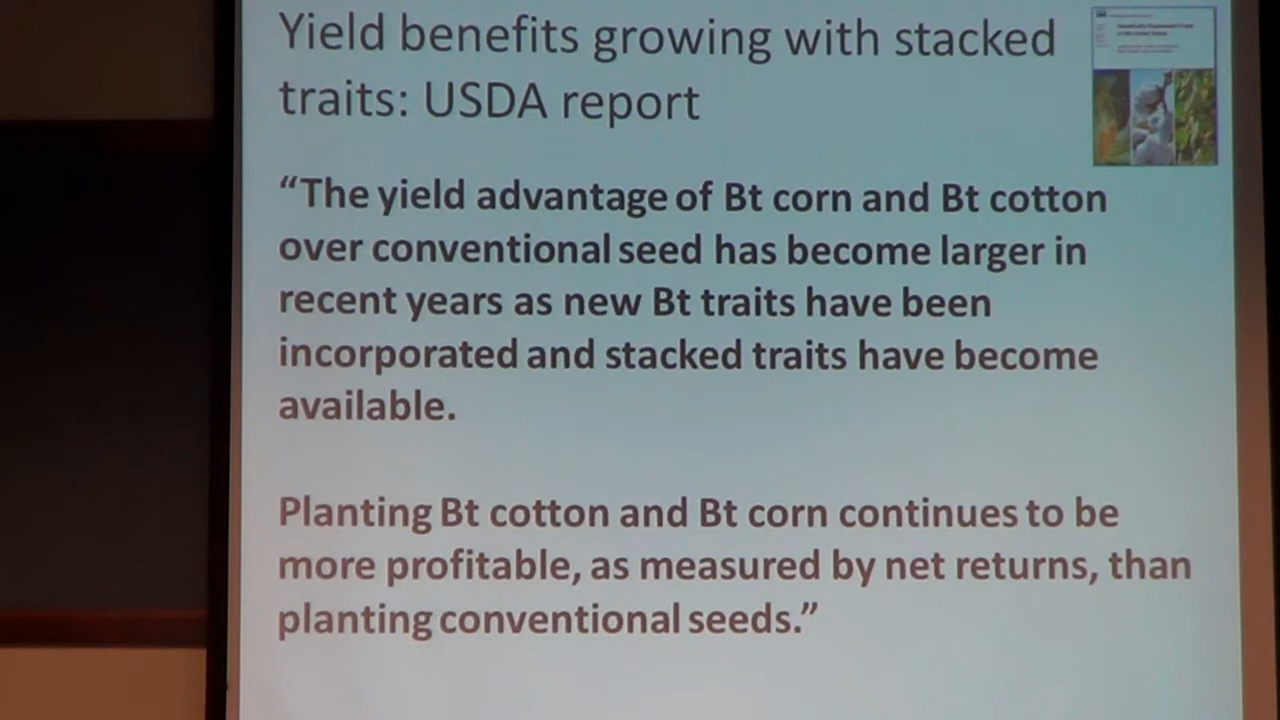 Yield benefits growing with stacked
traits: USDA report
“The yield advantage of Bt corn and Bt cotton
over conventional seed has become larger in
recent years as new Bt traits have been
incorporated and stacked traits have become
available.
Planting Bt cotton and Bt corn continues to be
more profitable, as measured by net returns, than
planting conventional seeds.”